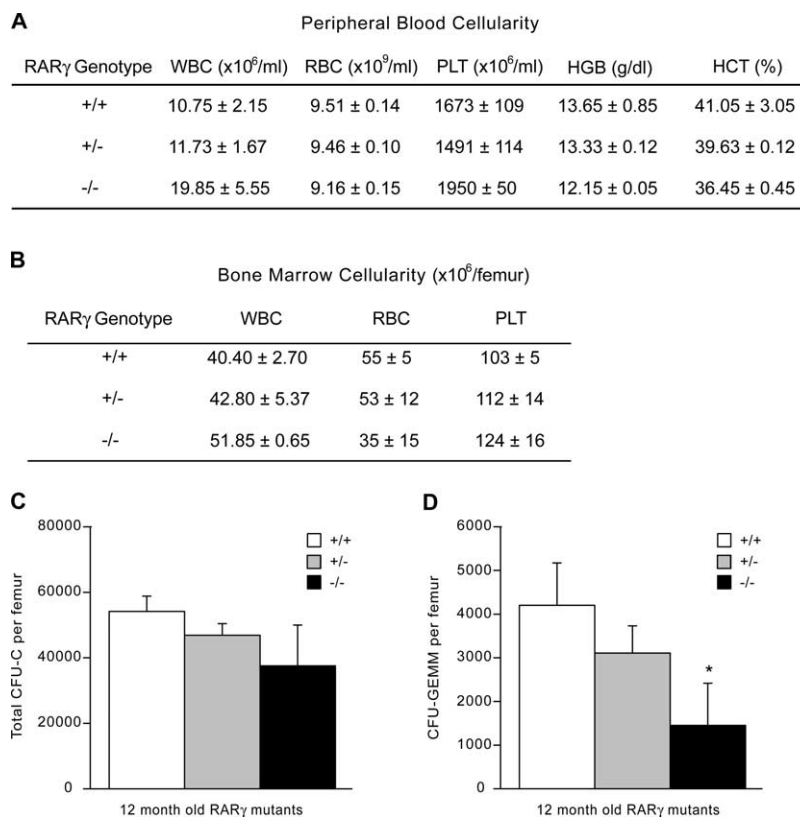 A
Peripheral Blood Cellularity
RARγ Genotype WBC (x10⁶/ml) RBC (x10⁹/ml) PLT (x10⁶/ml) HGB (g/dl) HCT (%)
+/+ 10.75 ± 2.15 9.51 ± 0.14 1673 ± 109 13.65 ± 0.85 41.05 ± 3.05
+/- 11.73 ± 1.67 9.46 ± 0.10 1491 ± 114 13.33 ± 0.12 39.63 ± 0.12
-/- 19.85 ± 5.55 9.16 ± 0.15 1950 ± 50 12.15 ± 0.05 36.45 ± 0.45
B
Bone Marrow Cellularity (x10⁶/femur)
RARγ Genotype WBC RBC PLT
+/+ 40.40 ± 2.70 55 ± 5 103 ± 5
+/- 42.80 ± 5.37 53 ± 12 112 ± 14
-/- 51.85 ± 0.65 35 ± 15 124 ± 16
C
80000
60000
40000
20000
0
Total CFU-C per femur
+/+
+/-
-/-
12 month old RARγ mutants
D
6000
5000
4000
3000
2000
1000
0
CFU-GEMM per femur
+/+
+/-
-/-
*
12 month old RARγ mutants